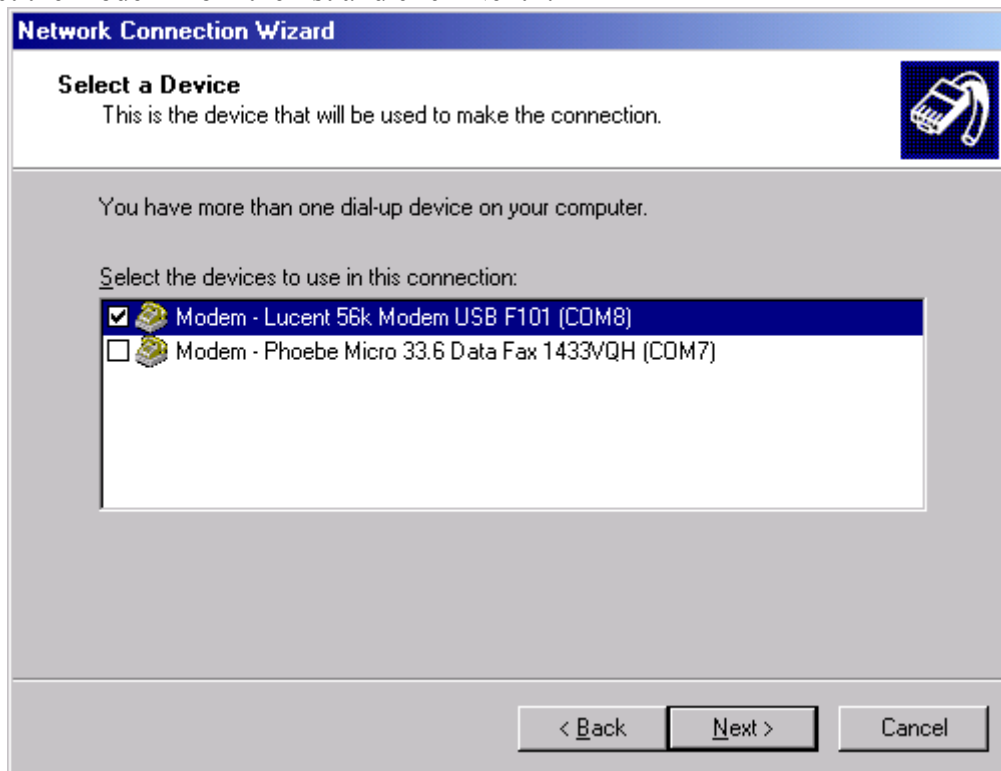 Network Connection Wizard
Select a Device
This is the device that will be used to make the connection.
You have more than one dial-up device on your computer.
Select the devices to use in this connection:
Modem - Lucent 56k Modem USB F101 (COM8)
Modem - Phoebe Micro 33.6 Data Fax 1433VQH (COM7)
< Back Next > Cancel